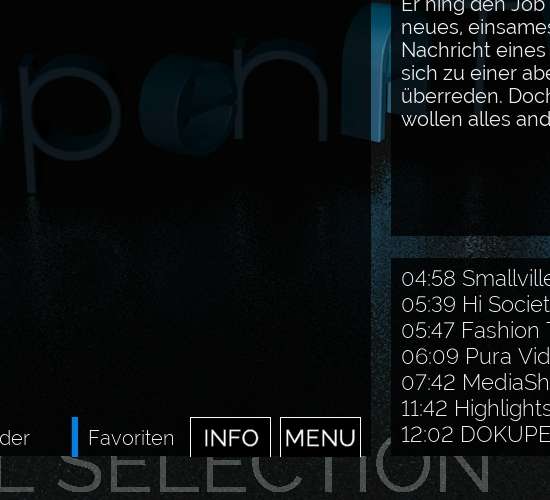 Er hing den Job
neues, einsames
Nachricht eines
sich zu einer abe
überreden. Doch
wollen alles and
open
04:58 Smallville
05:39 Hi Societ
05:47 Fashion T
06:09 Pura Vid
07:42 MediaSh
11:42 Highlights
12:02 DOKUPE
der
Favoriten
INFO
MENU
L SELECTION